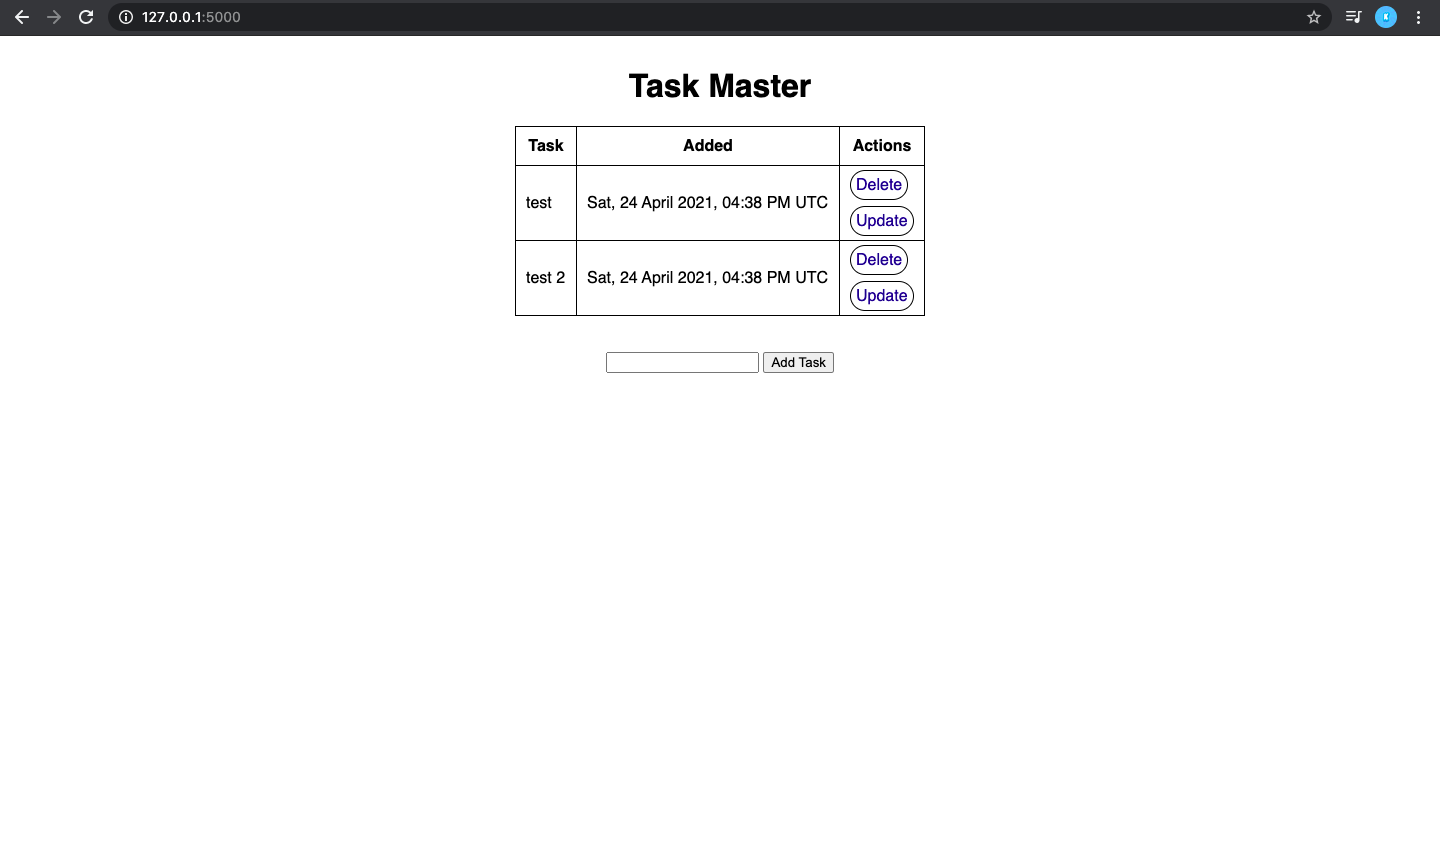 127.0.0.1:5000
Task Master
Task Added Actions
test Sat, 24 April 2021, 04:38 PM UTC Delete
Update
test 2 Sat, 24 April 2021, 04:38 PM UTC Delete
Update
Add Task